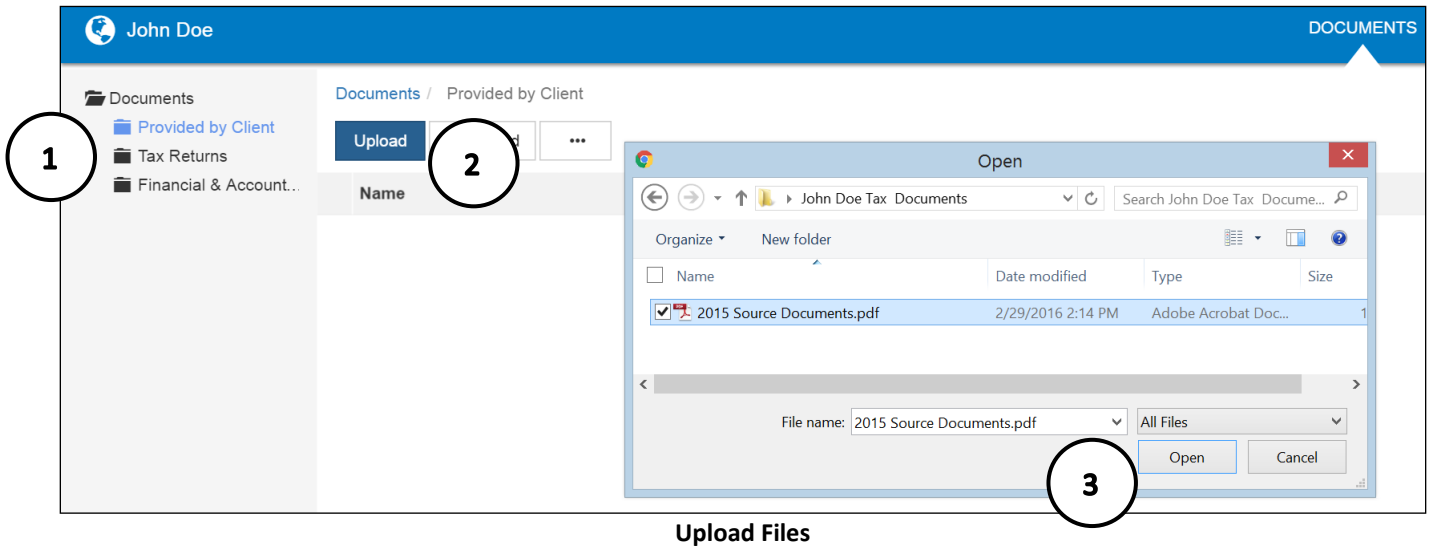 John Doe
DOCUMENTS
Documents
Provided by Client
Tax Returns
Financial & Account...
1
Documents / Provided by Client
Upload
2
•••
Name
Open
John Doe Tax Documents
Search John Doe Tax Docume...
Organize
New folder
Name
Date modified
Type
Size
2015 Source Documents.pdf
2/29/2016 2:14 PM
Adobe Acrobat Doc...
1
File name: 2015 Source Documents.pdf
All Files
Open
Cancel
3
Upload Files